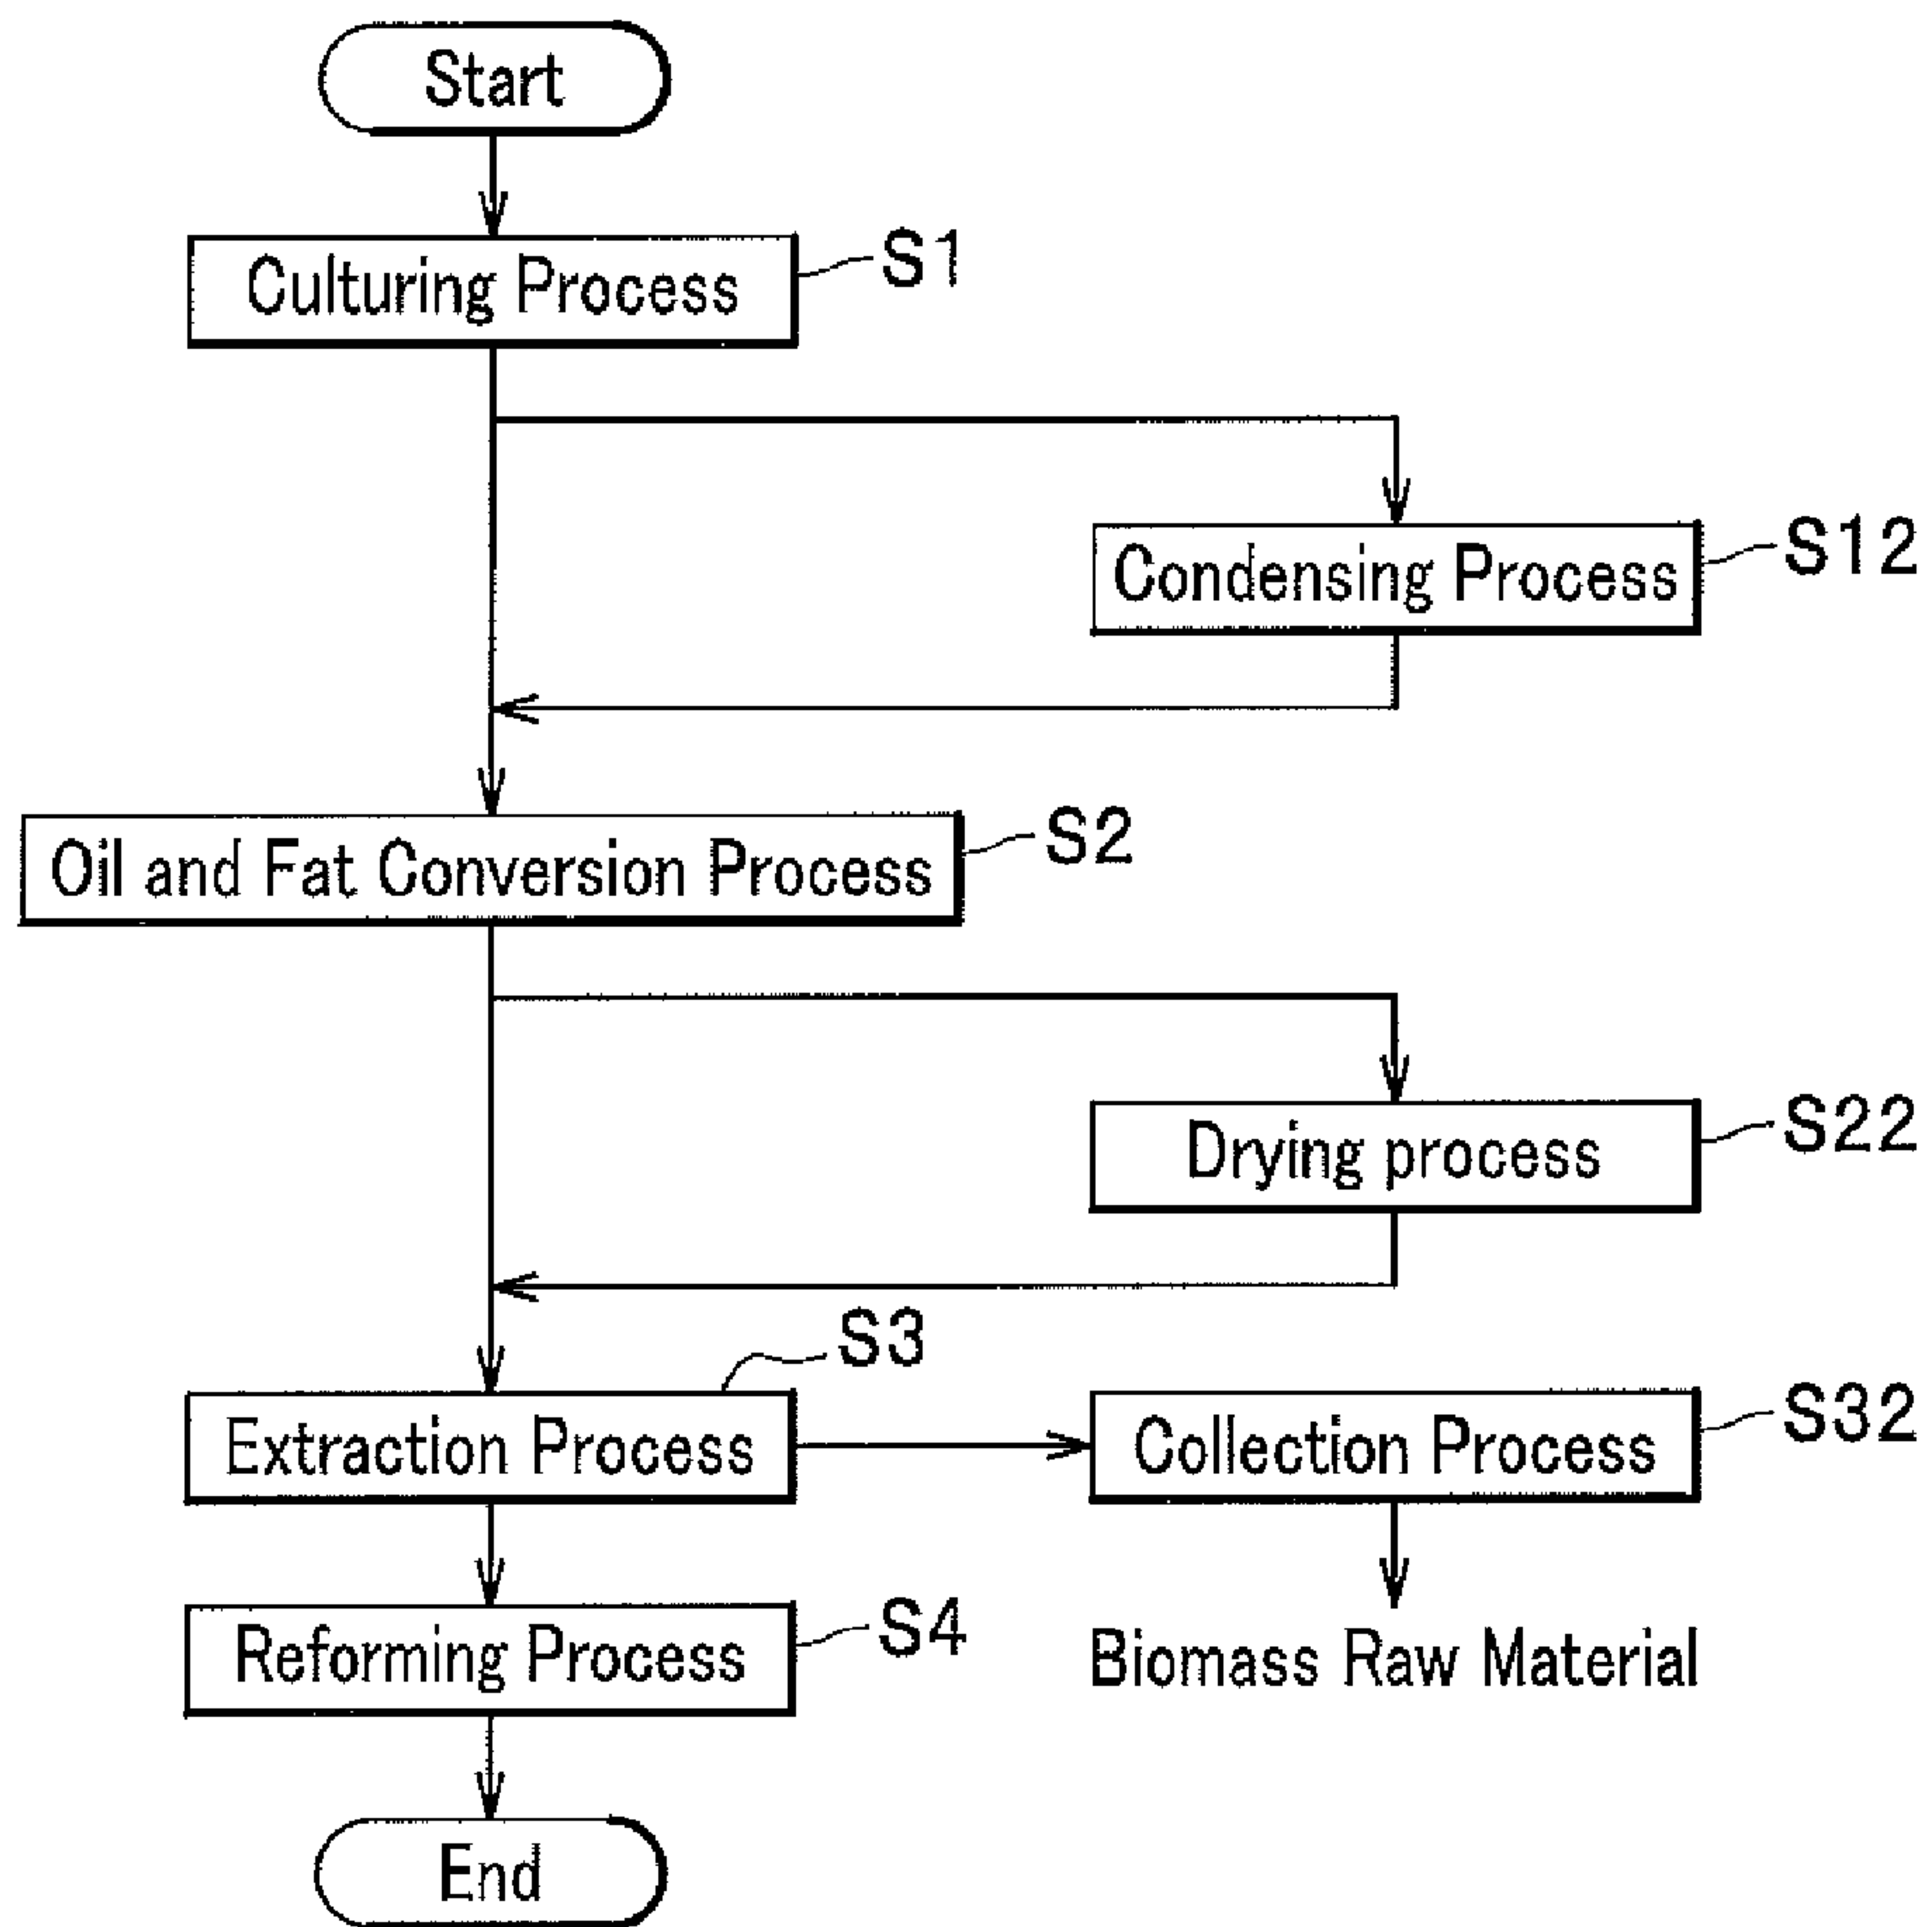 Start
Culturing Process
S1
Condensing Process
S12
Oil and Fat Conversion Process
S2
Drying process
S22
S3
Extraction Process
Collection Process
S32
Reforming Process
S4
Biomass Raw Material
End